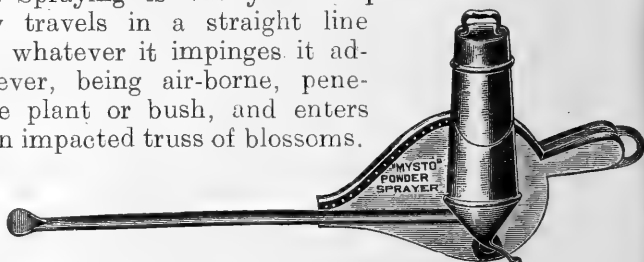 travels in a straight line
whatever it impinges it ad-
ever, being air-borne, pene-
e plant or bush, and enters
n impacted truss of blossoms.
"MYSTO"
POWDER
SPRAYER